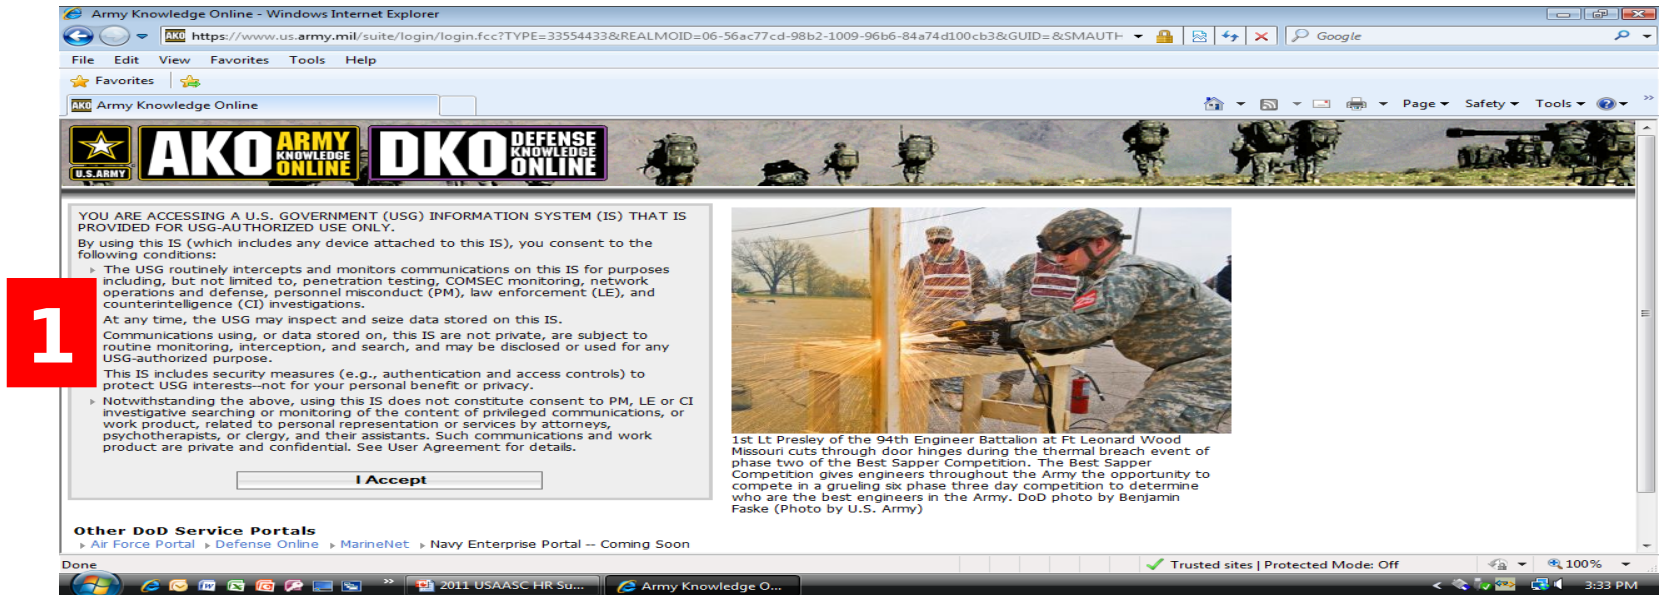 Army Knowledge Online - Windows Internet Explorer
AKO https://www.us.army.mil/suite/login/login.fcc?TYPE=33554433&REALMOID=06-56ac77cd-98b2-1009-96b6-84a74d100cb3&GUID=&SMAUTH
Google
File Edit View Favorites Tools Help
Favorites
AKO Army Knowledge Online
Page Safety Tools
U.S.ARMY
AKO ARMY KNOWLEDGE ONLINE
DKO DEFENSE KNOWLEDGE ONLINE
YOU ARE ACCESSING A U.S. GOVERNMENT (USG) INFORMATION SYSTEM (IS) THAT IS
PROVIDED FOR USG-AUTHORIZED USE ONLY.
By using this IS (which includes any device attached to this IS), you consent to the
following conditions:
The USG routinely intercepts and monitors communications on this IS for purposes
including, but not limited to, penetration testing, COMSEC monitoring, network
operations and defense, personnel misconduct (PM), law enforcement (LE), and
counterintelligence (CI) investigations.
At any time, the USG may inspect and seize data stored on this IS.
Communications using, or data stored on, this IS are not private, are subject to
routine monitoring, interception, and search, and may be disclosed or used for any
USG-authorized purpose.
This IS includes security measures (e.g., authentication and access controls) to
protect USG interests--not for your personal benefit or privacy.
Notwithstanding the above, using this IS does not constitute consent to PM, LE or CI
investigative searching or monitoring of the content of privileged communications, or
work product, related to personal representation or services by attorneys,
psychotherapists, or clergy, and their assistants. Such communications and work
product are private and confidential. See User Agreement for details.
I Accept
1
1st Lt Presley of the 94th Engineer Battalion at Ft Leonard Wood
Missouri cuts through door hinges during the thermal breach event of
phase two of the Best Sapper Competition. The Best Sapper
Competition gives engineers throughout the Army the opportunity to
compete in a grueling six phase three day competition to determine
who are the best engineers in the Army. DoD photo by Benjamin
Faske (Photo by U.S. Army)
Other DoD Service Portals
Air Force Portal Defense Online MarineNet Navy Enterprise Portal -- Coming Soon
Done
Trusted sites | Protected Mode: Off
100%
2011 USAASC HR Su...
Army Knowledge O...
3:33 PM